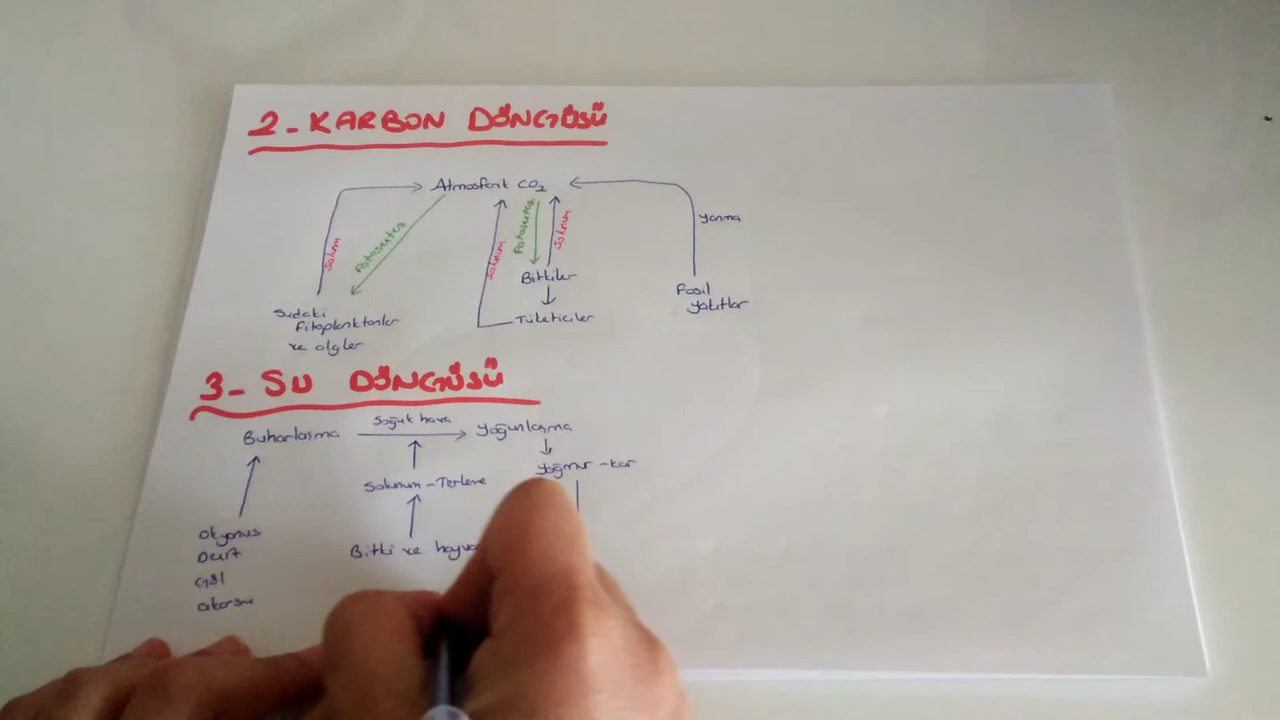 2- KARBON DÖNGÜSÜ
Atmosferik CO2
Solunum
Fotosentez
Solunum
Fotosentez
Solunum
Yanma
Bitkiler
Tüketiciler
Fosil
yakıtlar
Sudaki
fitoplanktonlar
ve algler
3- SU DÖNGÜSÜ
Buharlaşma
Soğuk hava
Yoğunlaşma
Yağmur - kar
Solunum - Terleme
Okyanus
Deniz
Göl
akarsu
Bitki ve hayva